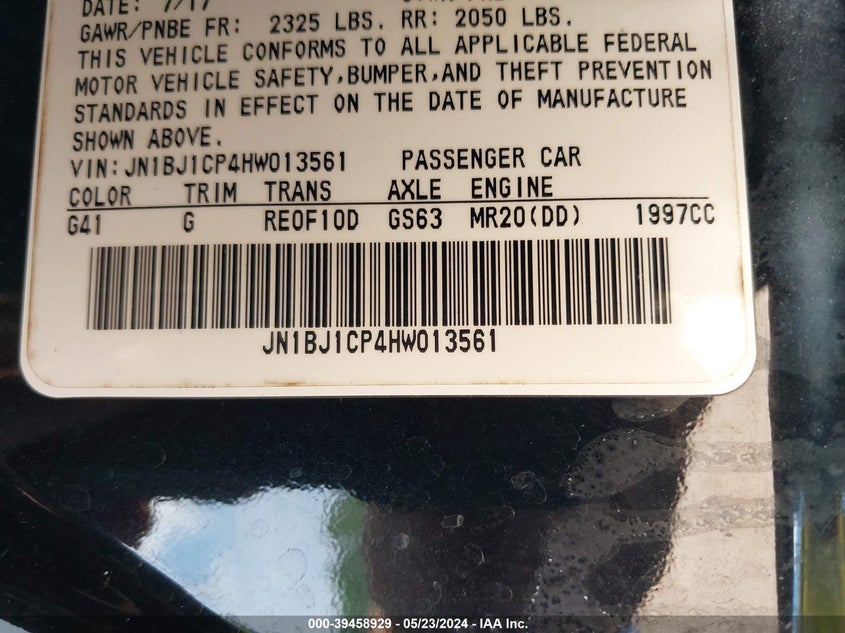 DATE: 7/17
GAWR/PNBE FR: 2325 LBS. RR: 2050 LBS.
THIS VEHICLE CONFORMS TO ALL APPLICABLE FEDERAL
MOTOR VEHICLE SAFETY,BUMPER,AND THEFT PREVENTION
STANDARDS IN EFFECT ON THE DATE OF MANUFACTURE
SHOWN ABOVE.
VIN:JN1BJ1CP4HW013561 PASSENGER CAR
COLOR TRIM TRANS AXLE ENGINE
G41 G RE0F10D GS63 MR20(DD) 1997CC
JN1BJ1CP4HW013561
000-39458929 - 05/23/2024 - IAA Inc.